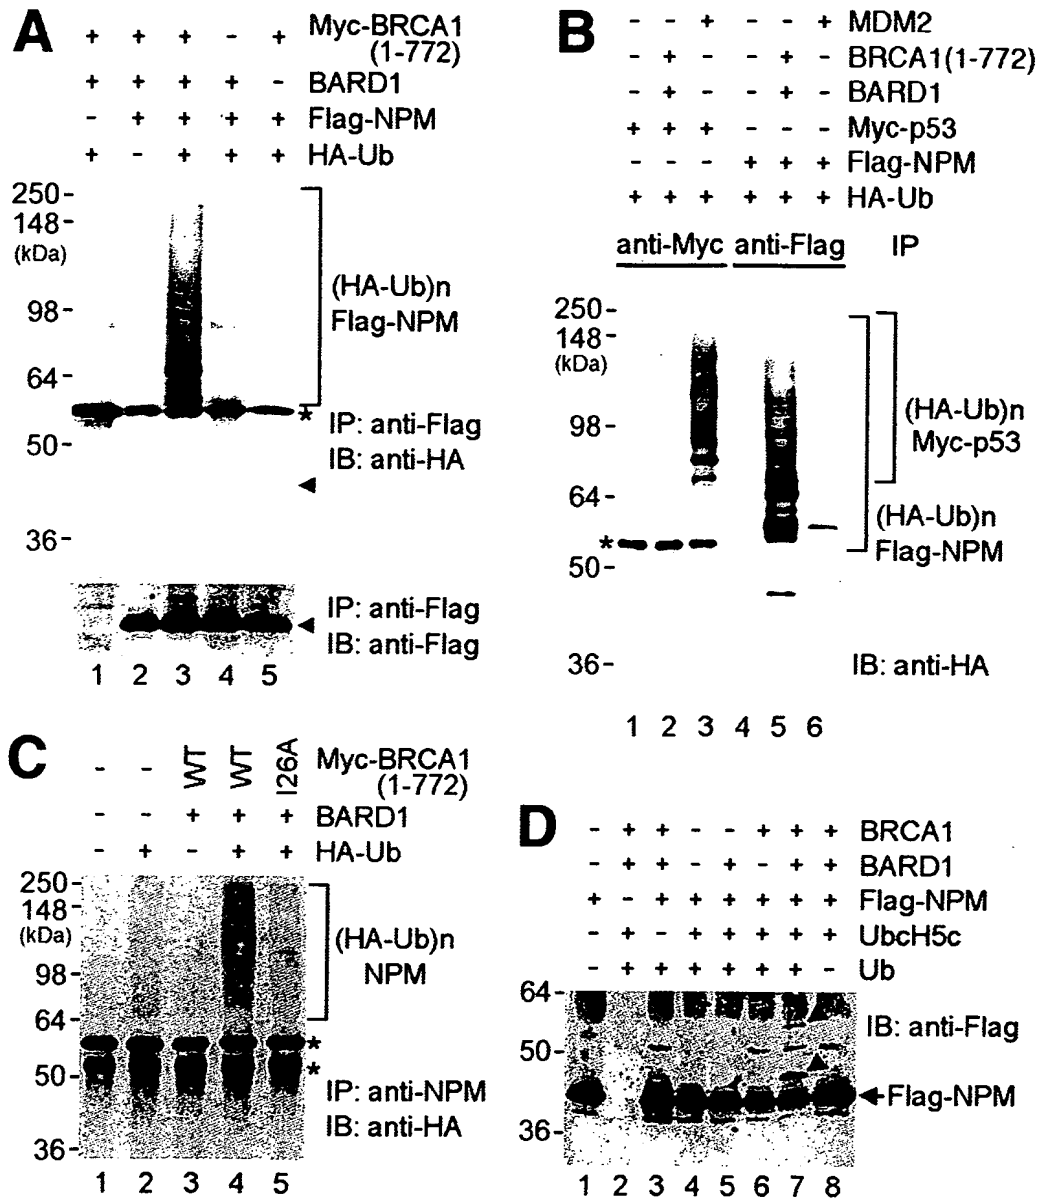 A
+ + + - + Myc-BRCA1
(1-772)
+ + + + - BARD1
- + + + + Flag-NPM
+ - + + + HA-Ub
250-
148-
(kDa)
98-
64-
50-
36-
(HA-Ub)n
Flag-NPM
*
IP: anti-Flag
IB: anti-HA
IP: anti-Flag
IB: anti-Flag
1 2 3 4 5
B
- - + - - + MDM2
- + - - + - BRCA1(1-772)
- + - - + - BARD1
+ + + - - - Myc-p53
- - - + + + Flag-NPM
+ + + + + + HA-Ub
anti-Myc anti-Flag IP
250-
148-
(kDa)
98-
64-
*
50-
36-
(HA-Ub)n
Myc-p53
(HA-Ub)n
Flag-NPM
IB: anti-HA
1 2 3 4 5 6
C
- - WT WT I26A Myc-BRCA1
(1-772)
- - + + + BARD1
- + - + + HA-Ub
250-
148-
(kDa)
98-
64-
50-
36-
(HA-Ub)n
NPM
*
*
IP: anti-NPM
IB: anti-HA
1 2 3 4 5
D
- + + - - + + + BRCA1
- + + - + - + + BARD1
+ - + + + + + + Flag-NPM
- + - + + + + + UbcH5c
- + + + + + + - Ub
64-
50-
36-
IB: anti-Flag
Flag-NPM
1 2 3 4 5 6 7 8